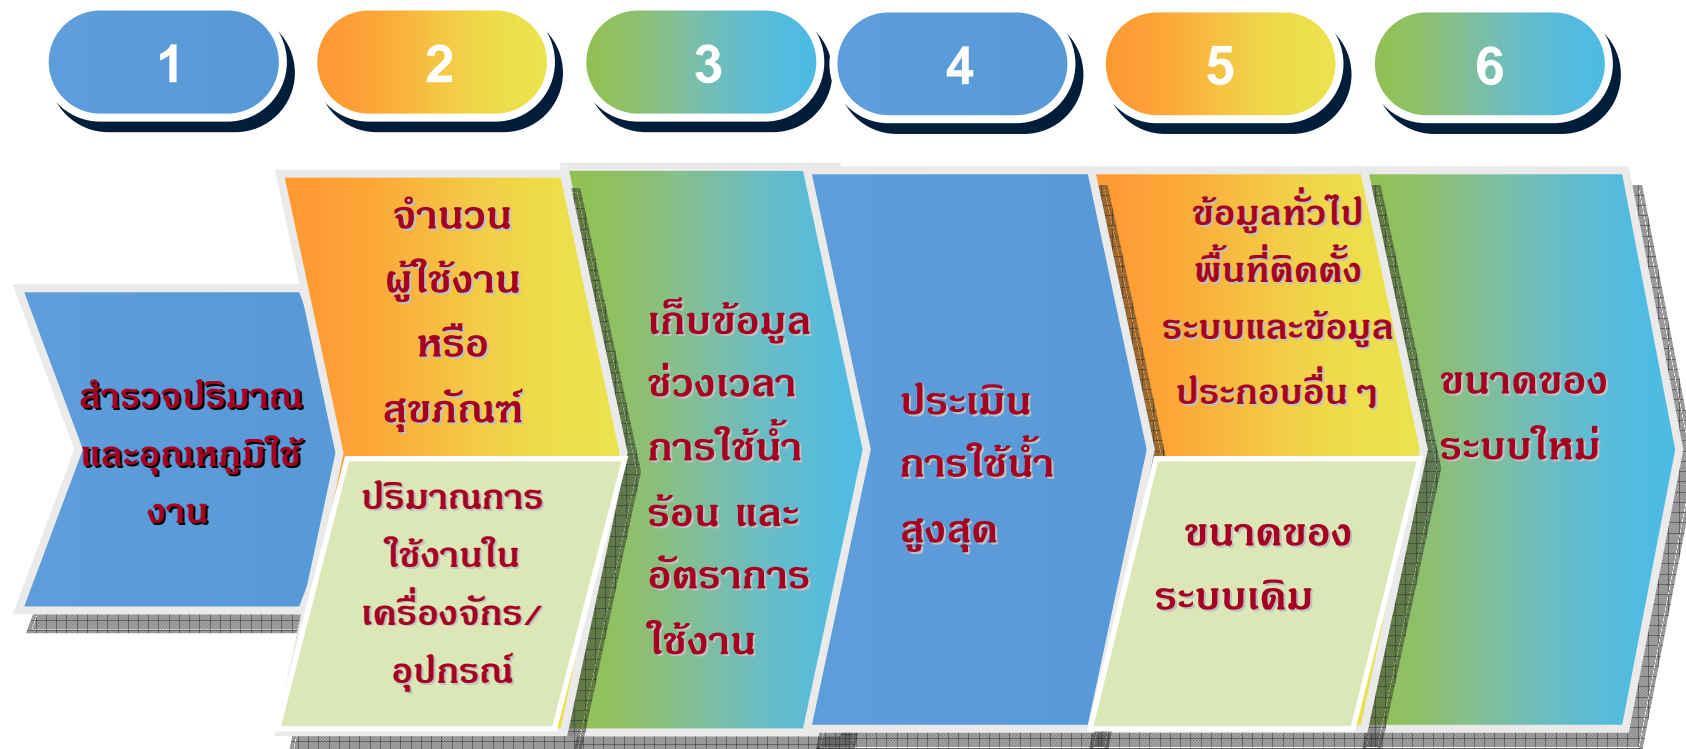 1
2
3
4
5
6
สำรวจปริมาณ
และอุณหภูมิใช้
งาน
จำนวน
ผู้ใช้งาน
หรือ
สุขภัณฑ์
ปริมาณการ
ใช้งานใน
เครื่องจักร/
อุปกรณ์
เก็บข้อมูล
ช่วงเวลา
การใช้น้ำ
ร้อน และ
อัตราการ
ใช้งาน
ประเมิน
การใช้น้ำ
สูงสุด
ข้อมูลทั่วไป
พื้นที่ติดตั้ง
ระบบและข้อมูล
ประกอบอื่น ๆ
ขนาดของ
ระบบเดิม
ขนาดของ
ระบบใหม่